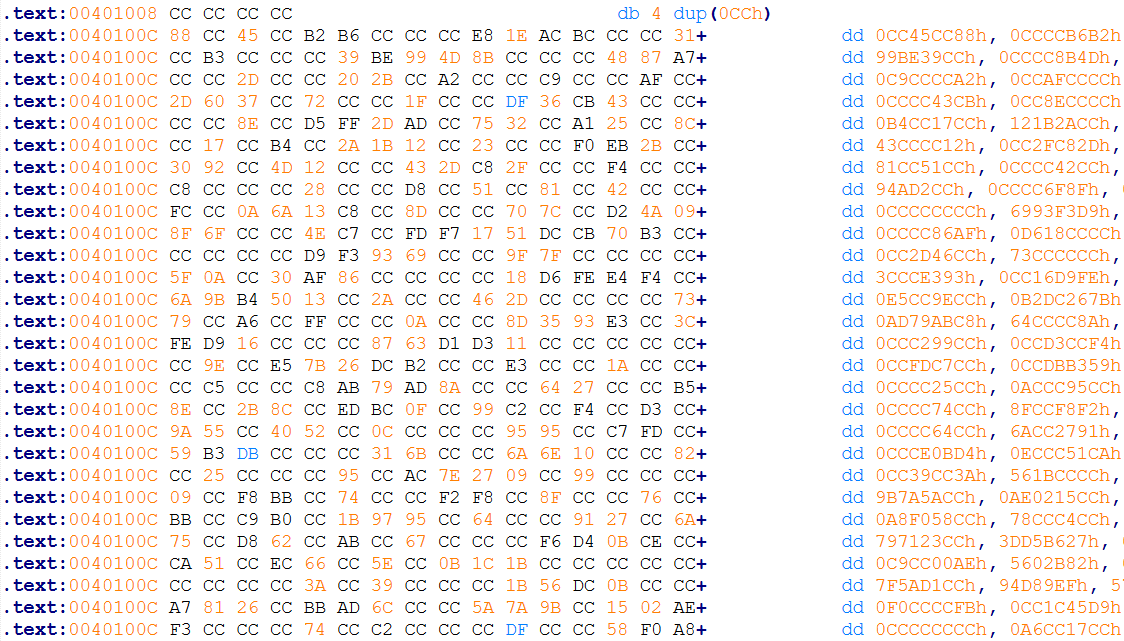 .text:00401008 CC CC CC CC db 4 dup(0CCh)
.text:0040100C 88 CC 45 CC B2 B6 CC CC CC E8 1E AC BC CC CC 31+ dd 0CC45CC88h, 0CCCCB6B2h
.text:0040100C CC B3 CC CC CC 39 BE 99 4D 8B CC CC CC 48 87 A7+ dd 99BE39CCh, 0CCCC8B4Dh,
.text:0040100C CC CC 2D CC CC 20 2B CC A2 CC CC C9 CC CC AF CC+ dd 0C9CCCCA2h, 0CCAFCCCCh
.text:0040100C 2D 60 37 CC 72 CC CC 1F CC CC DF 36 CB 43 CC CC+ dd 0CCCC43CBh, 0CC8ECCCCh
.text:0040100C CC CC 8E CC D5 FF 2D AD CC 75 32 CC A1 25 CC 8C+ dd 0B4CC17CCh, 121B2ACCh,
.text:0040100C CC 17 CC B4 CC 2A 1B 12 CC 23 CC CC F0 EB 2B CC+ dd 43CCCC12h, 0CC2FC82Dh,
.text:0040100C 30 92 CC 4D 12 CC CC 43 2D C8 2F CC CC F4 CC CC+ dd 81CC51CCh, 0CCCC42CCh,
.text:0040100C C8 CC CC CC 28 CC CC D8 CC 51 CC 81 CC 42 CC CC+ dd 94AD2CCh, 0CCCC6F8Fh,
.text:0040100C FC CC 0A 6A 13 C8 CC 8D CC CC 70 7C CC D2 4A 09+ dd 0CCCCCCCCh, 6993F3D9h,
.text:0040100C 8F 6F CC CC 4E C7 CC FD F7 17 51 DC CB 70 B3 CC+ dd 0CCCC86AFh, 0D618CCCCh
.text:0040100C CC CC CC CC D9 F3 93 69 CC CC 9F 7F CC CC CC CC+ dd 0CC2D46CCh, 73CCCCCCh,
.text:0040100C 5F 0A CC 30 AF 86 CC CC CC CC 18 D6 FE E4 F4 CC+ dd 3CCCE393h, 0CC16D9FEh,
.text:0040100C 6A 9B B4 50 13 CC 2A CC CC 46 2D CC CC CC CC 73+ dd 0E5CC9ECCh, 0B2DC267Bh
.text:0040100C 79 CC A6 CC FF CC CC 0A CC CC 8D 35 93 E3 CC 3C+ dd 0AD79ABC8h, 64CCCC8Ah,
.text:0040100C FE D9 16 CC CC CC CC 87 63 D1 D3 11 CC CC CC CC+ dd 0CCC299CCh, 0CCD3CCF4h
.text:0040100C CC 9E CC E5 7B 26 DC B2 CC CC E3 CC CC 1A CC CC+ dd 0CCFDC7CCh, 0CCDBB359h
.text:0040100C CC C5 CC CC C8 AB 79 AD 8A CC CC 64 27 CC CC B5+ dd 0CCCC25CCh, 0ACCC95CCh
.text:0040100C 8E CC 2B 8C CC ED BC 0F CC 99 C2 CC F4 CC D3 CC+ dd 0CCCC74CCh, 8FCCF8F2h,
.text:0040100C 9A 55 CC 40 52 CC 0C CC CC CC CC 95 95 CC C7 FD CC+ dd 0CCCC64CCh, 6ACC2791h,
.text:0040100C 59 B3 DB CC CC CC 31 6B CC CC 6A 6E 10 CC CC 82+ dd 0CCCE0BD4h, 0ECCC51CAh
.text:0040100C CC 25 CC CC CC 95 CC AC 7E 27 09 CC 99 CC CC CC+ dd 0CC39CC3Ah, 561BCCCCh,
.text:0040100C 09 CC F8 BB CC 74 CC CC F2 F8 CC 8F CC CC 76 CC+ dd 9B7A5ACCh, 0AE0215CCh,
.text:0040100C BB CC C9 B0 CC 1B 97 95 CC 64 CC CC 91 27 CC 6A+ dd 0A8F058CCh, 78CCC4CCh,
.text:0040100C 75 CC D8 62 CC AB CC 67 CC CC CC F6 D4 0B CE CC+ dd 797123CCh, 3DD5B627h,
.text:0040100C CA 51 CC EC 66 CC 5E CC 0B 1C 1B CC CC CC CC CC+ dd 0C9CC00AEh, 5602B82h,
.text:0040100C CC CC CC CC 3A CC 39 CC CC CC CC 1B 56 DC 0B CC CC+ dd 7F5AD1CCh, 94D89EFh,
.text:0040100C A7 81 26 CC BB AD 6C CC CC CC 5A 7A 9B CC 15 02 AE+ dd 0F0CCCCFBh, 0CC1C45D9h
.text:0040100C F3 CC CC CC 74 CC C2 CC CC CC DF CC CC 58 F0 A8+ dd 0CCCCCCCCh, 0A6CC17CCh